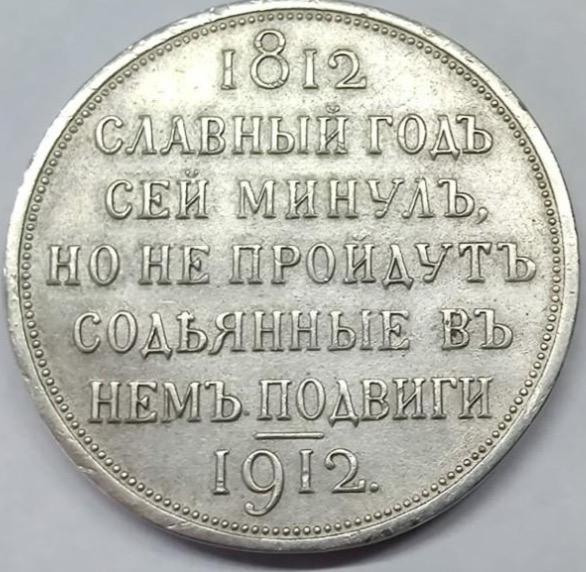 1812
СЛАВНЫЙ ГОДЪ
СЕЙ МИНУЛЪ,
НО НЕ ПРОЙДУТЪ
СОДѢЯННЫЕ ВЪ
НЕМЪ ПОДВИГИ
1912.